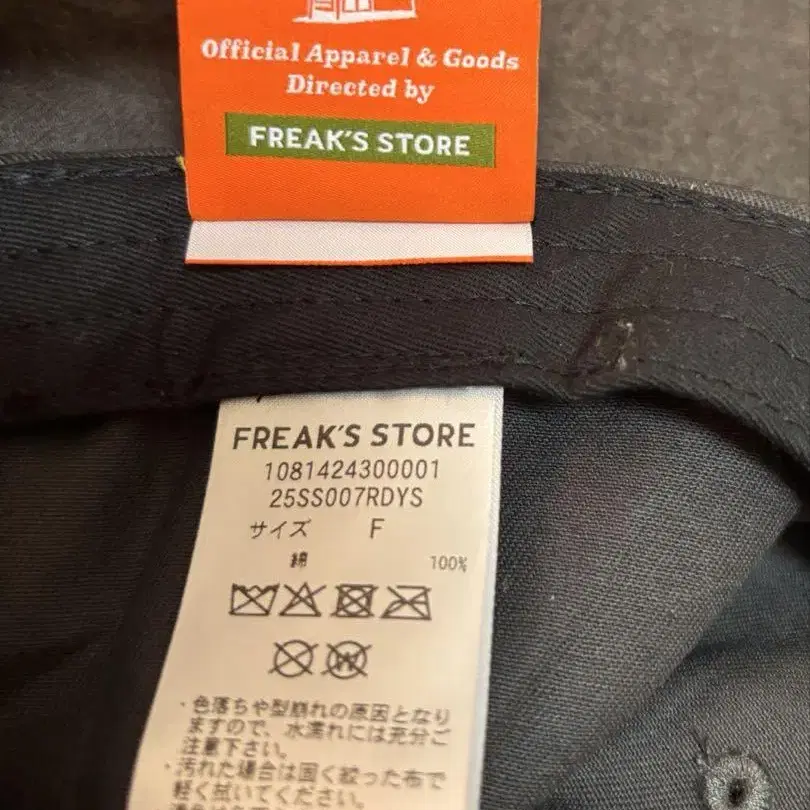 Official Apparel & Goods
Directed by
FREAK'S STORE
FREAK'S STORE
1081424300001
25SS007RDYS
サイズ F
綿 100%
・色落ちや型崩れの原因となり
ますので、水濡れには充分ご
注意下さい。
・汚れた場合は固く絞った布で
軽く拭いてください。